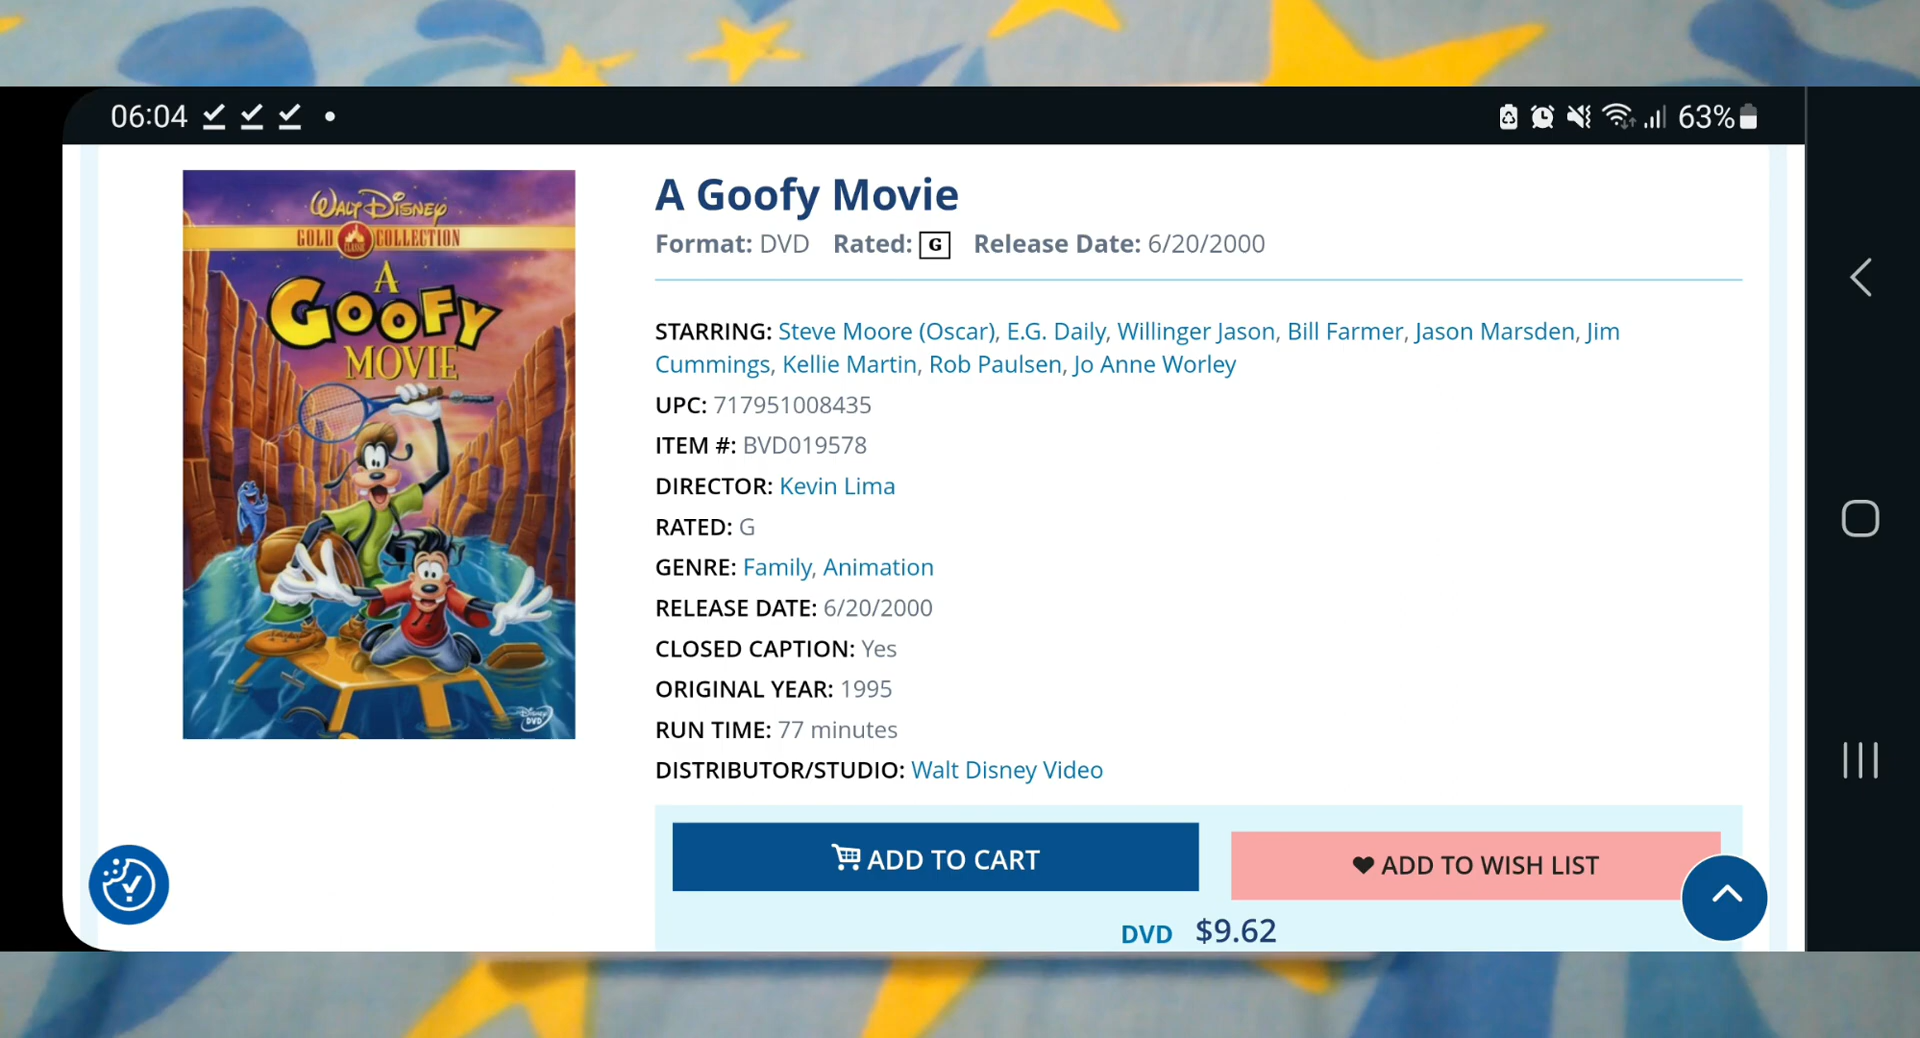 06:04
63%
WALT DISNEY
GOLD CLASSIC COLLECTION
A
GOOFY
MOVIE
Disney
DVD
A Goofy Movie
Format: DVD Rated: G Release Date: 6/20/2000
STARRING: Steve Moore (Oscar), E.G. Daily, Willinger Jason, Bill Farmer, Jason Marsden, Jim
Cummings, Kellie Martin, Rob Paulsen, Jo Anne Worley
UPC: 717951008435
ITEM #: BVD019578
DIRECTOR: Kevin Lima
RATED: G
GENRE: Family, Animation
RELEASE DATE: 6/20/2000
CLOSED CAPTION: Yes
ORIGINAL YEAR: 1995
RUN TIME: 77 minutes
DISTRIBUTOR/STUDIO: Walt Disney Video
ADD TO CART
ADD TO WISH LIST
DVD $9.62